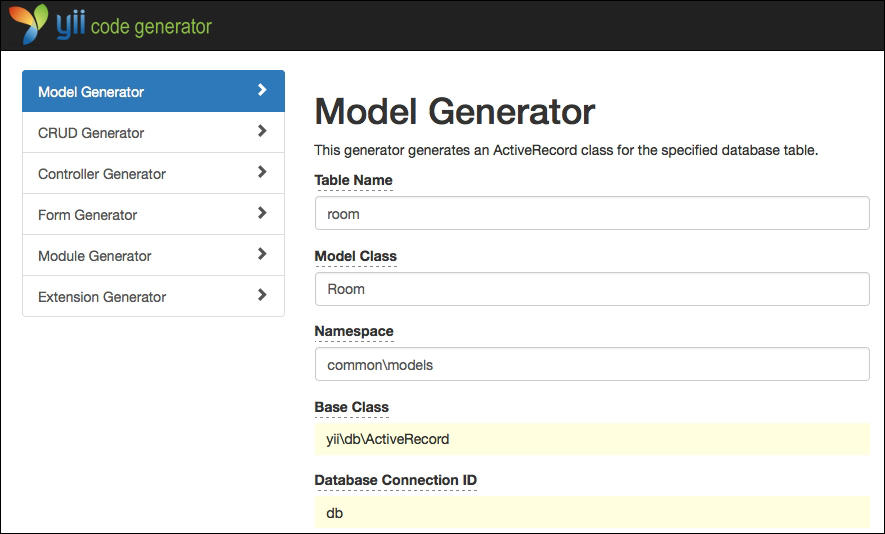 yii code generator
Model Generator
CRUD Generator
Controller Generator
Form Generator
Module Generator
Extension Generator
Model Generator
This generator generates an ActiveRecord class for the specified database table.
Table Name
room
Model Class
Room
Namespace
common\models
Base Class
yii\db\ActiveRecord
Database Connection ID
db